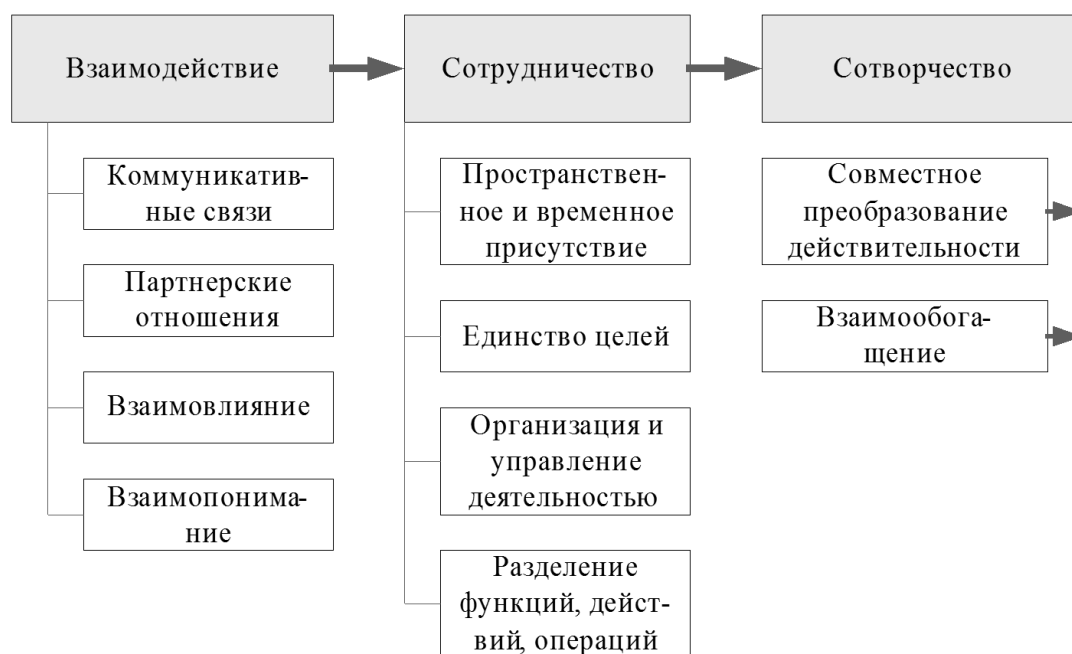 Взаимодействие
Сотрудничество
Сотворчество
Коммуникатив-
ные связи
Партнерские
отношения
Взаимовлияние
Взаимопонима-
ние
Пространствен-
ное и временное
присутствие
Единство целей
Организация и
управление
деятельностью
Разделение
функций, дейст-
вий, операций
Совместное
преобразование
действительности
Взаимообога-
щение